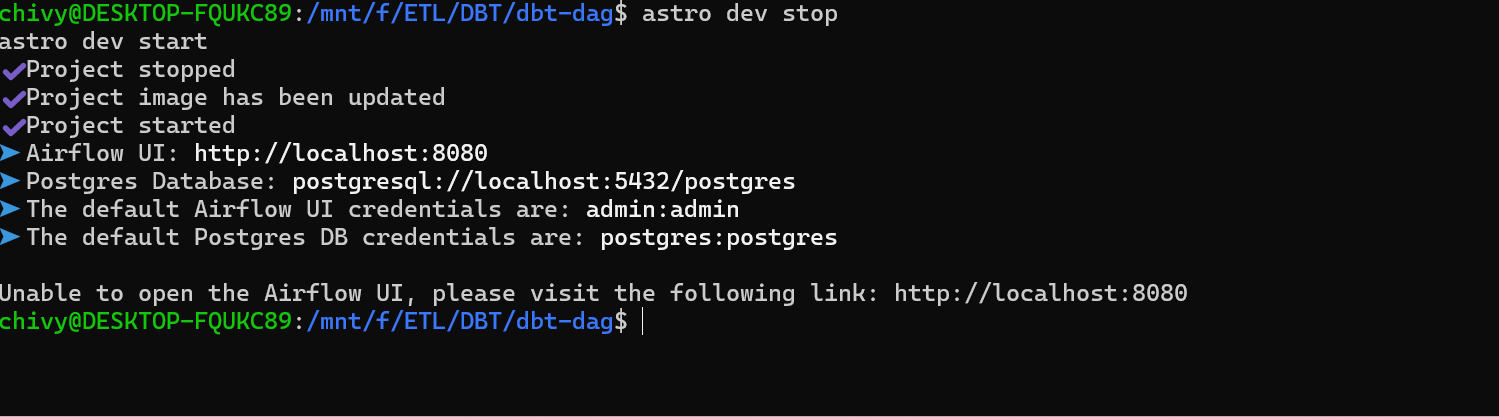 chivy@DESKTOP-FQUKC89:/mnt/f/ETL/DBT/dbt-dag$ astro dev stop
astro dev start
✔Project stopped
✔Project image has been updated
✔Project started
➤ Airflow UI: http://localhost:8080
➤ Postgres Database: postgresql://localhost:5432/postgres
➤ The default Airflow UI credentials are: admin:admin
➤ The default Postgres DB credentials are: postgres:postgres
Unable to open the Airflow UI, please visit the following link: http://localhost:8080
chivy@DESKTOP-FQUKC89:/mnt/f/ETL/DBT/dbt-dag$